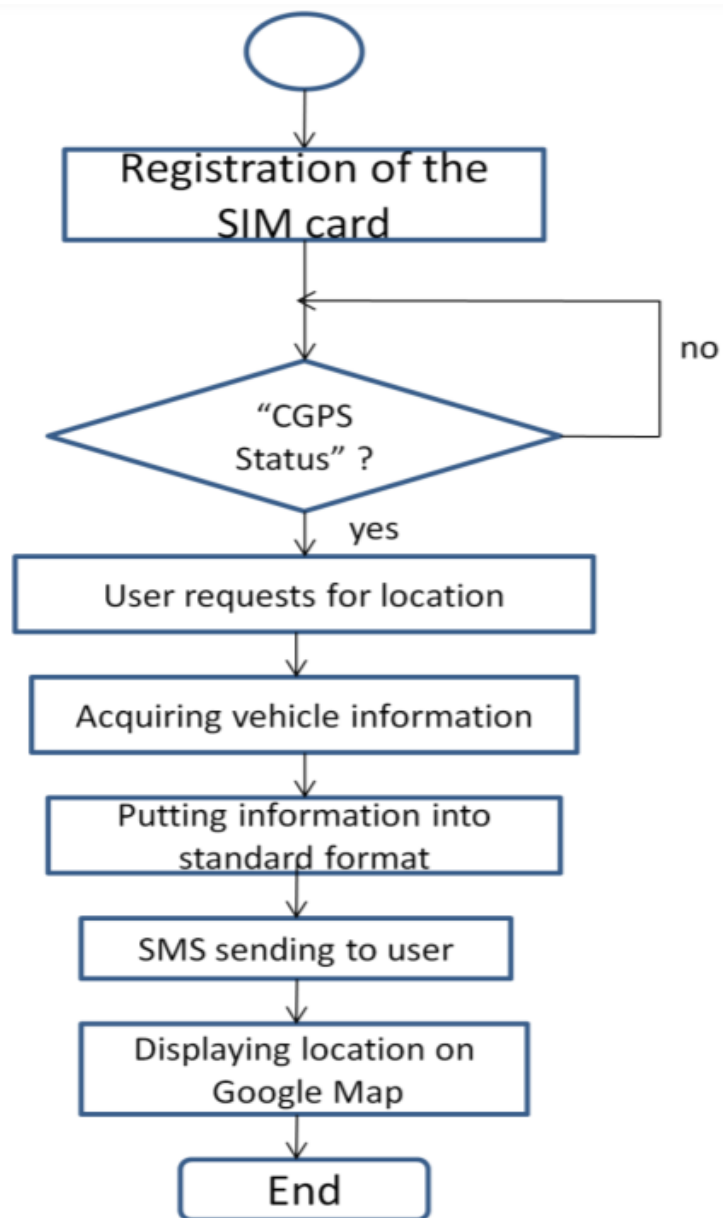 Registration of the
SIM card
no
“CGPS
Status” ?
yes
User requests for location
Acquiring vehicle information
Putting information into
standard format
SMS sending to user
Displaying location on
Google Map
End